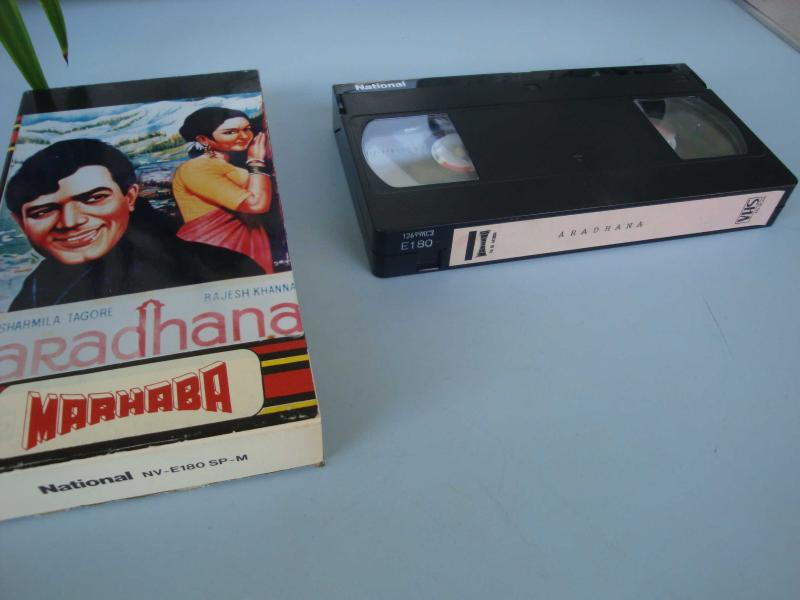 SHARMILA TAGORE
RAJESH KHANNA
aradhana
MARHABA
National NV-E180 SP-M
National
E180
ARADHANA
VHS